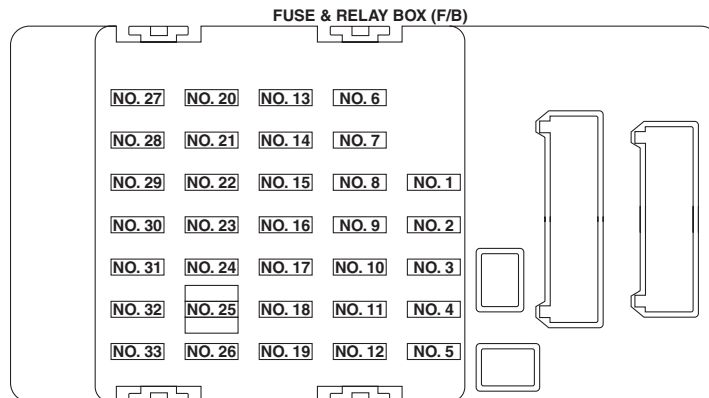 FUSE & RELAY BOX (F/B)
NO. 27 NO. 20 NO. 13 NO. 6
NO. 28 NO. 21 NO. 14 NO. 7
NO. 29 NO. 22 NO. 15 NO. 8 NO. 1
NO. 30 NO. 23 NO. 16 NO. 9 NO. 2
NO. 31 NO. 24 NO. 17 NO. 10 NO. 3
NO. 32 NO. 25 NO. 18 NO. 11 NO. 4
NO. 33 NO. 26 NO. 19 NO. 12 NO. 5